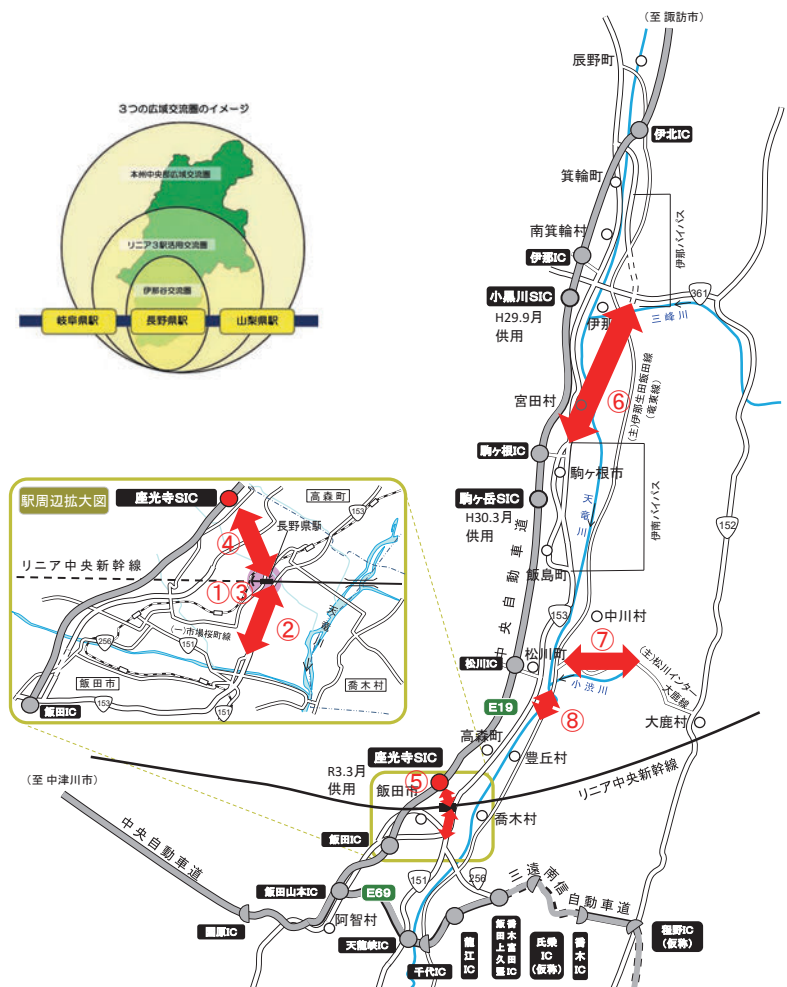 (至 諏訪市)
辰野町
伊北IC
箕輪町
南箕輪村
伊那バイパス
伊那IC
小黒川SIC
H29.9月
供用
伊那
361
三峰川
宮田村
⑥
(主)伊那生田飯田線
(竜東線)
駒ヶ根IC
駒ヶ根市
駒ヶ岳SIC
H30.3月
供用
天竜川
伊南バイパス
152
飯島町
中央自動車道
153
中川村
⑦
松川町
松川IC
(主)松川インター
大鹿線
小渋川
E19
⑧
大鹿村
高森町
豊丘村
座光寺SIC
R3.3月
供用
⑤
飯田市
リニア中央新幹線
(至 中津川市)
喬木村
中央自動車道
飯田IC
飯田山本IC
E69
151
256
三遠南信
自動車道
園原IC
阿智村
天龍峡IC
千代IC
龍江IC
飯田上久堅
喬木富田IC
氏乗IC
(仮称)
喬木IC
程野IC
(仮称)
3つの広域交流圏のイメージ
本州中央部広域交流圏
リニア3駅活用交流圏
伊那谷交流圏
岐阜県駅
長野県駅
山梨県駅
駅周辺拡大図
座光寺SIC
高森町
153
長野県駅
④
リニア中央新幹線
①③
②
天竜川
(一)市場桜町線
256
151
飯田市
喬木村
153
151
飯田IC